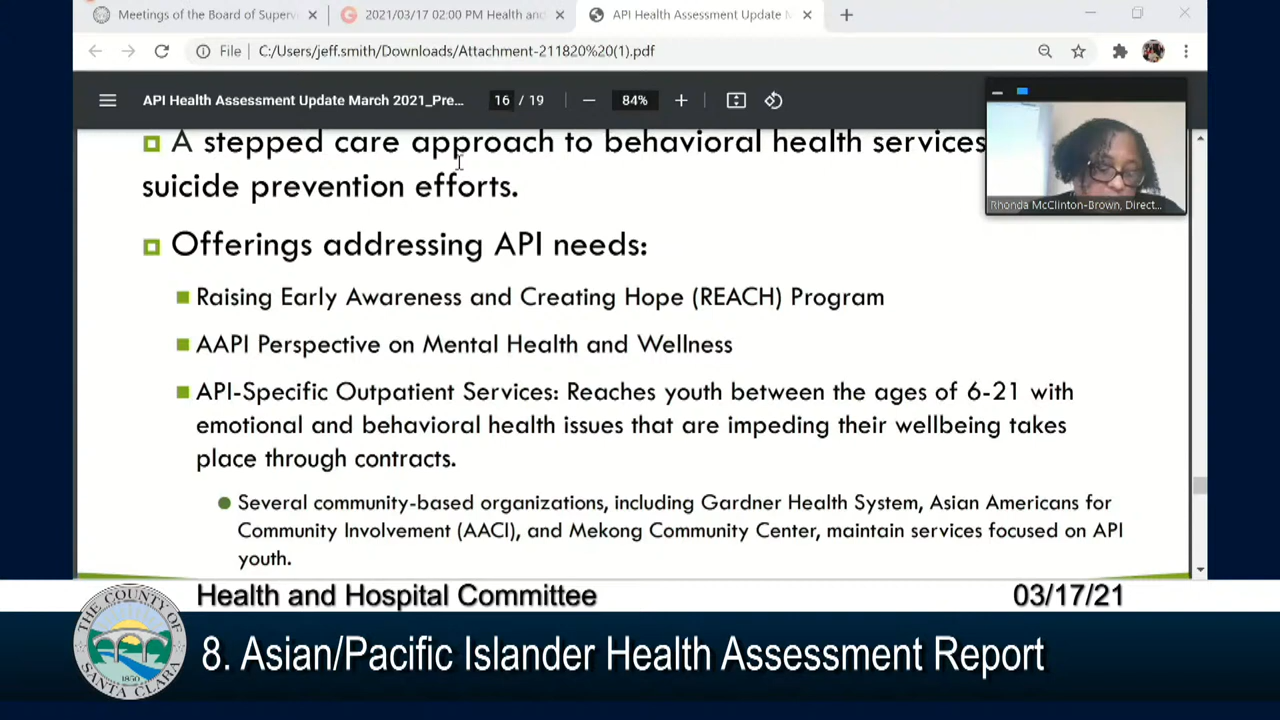 Meetings of the Board of Supervi
2021/03/17 02:00 PM Health and
API Health Assessment Update M
File | C:/Users/jeff.smith/Downloads/Attachment-211820%20(1).pdf
API Health Assessment Update March 2021_Pre...
16 / 19
84%
A stepped care approach to behavioral health services
suicide prevention efforts.
Rhonda McClinton-Brown, Direct...
Offerings addressing API needs:
Raising Early Awareness and Creating Hope (REACH) Program
AAPI Perspective on Mental Health and Wellness
API-Specific Outpatient Services: Reaches youth between the ages of 6-21 with
emotional and behavioral health issues that are impeding their wellbeing takes
place through contracts.
Several community-based organizations, including Gardner Health System, Asian Americans for
Community Involvement (AACI), and Mekong Community Center, maintain services focused on API
youth.
Health and Hospital Committee
03/17/21
THE COUNTY OF
SANTA CLARA
1850
8. Asian/Pacific Islander Health Assessment Report